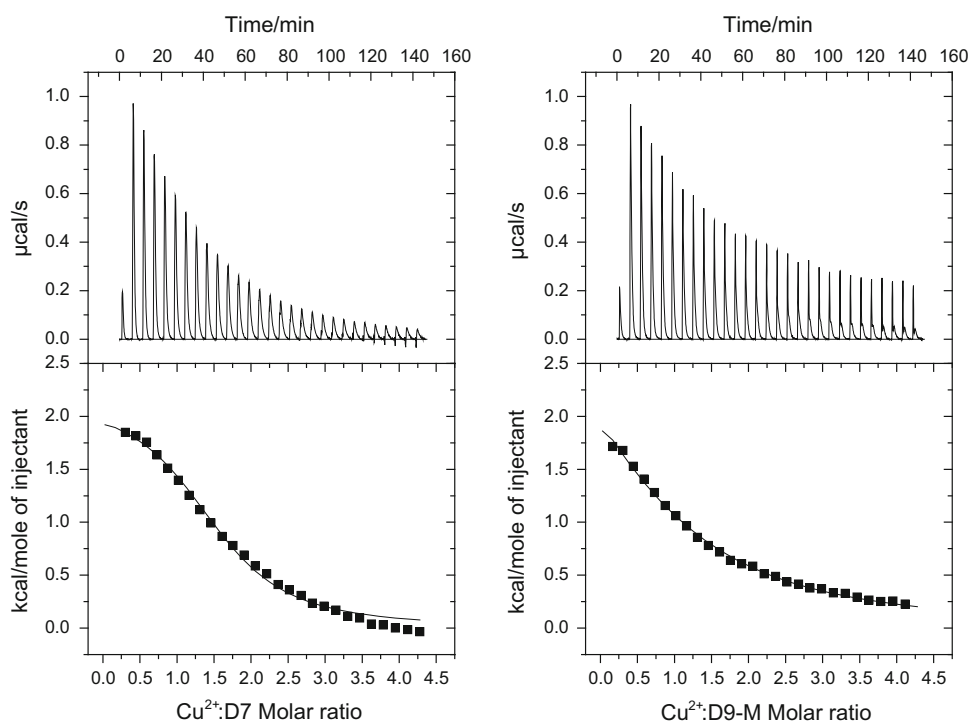 Time/min
0 20 40 60 80 100 120 140 160
µcal/s
1.0
0.8
0.6
0.4
0.2
0.0
2.5
kcal/mole of injectant
2.0
1.5
1.0
0.5
0.0
0.0 0.5 1.0 1.5 2.0 2.5 3.0 3.5 4.0 4.5
Cu²⁺:D7 Molar ratio
Time/min
0 20 40 60 80 100 120 140 160
µcal/s
1.0
0.8
0.6
0.4
0.2
0.0
2.5
kcal/mole of injectant
2.0
1.5
1.0
0.5
0.0
0.0 0.5 1.0 1.5 2.0 2.5 3.0 3.5 4.0 4.5
Cu²⁺:D9-M Molar ratio